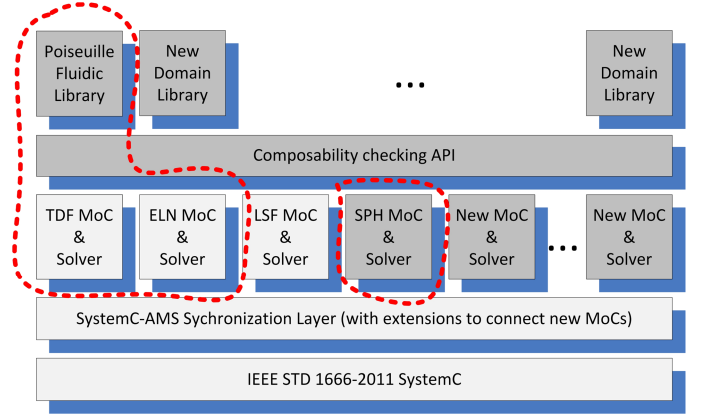 Poiseuille
Fluidic
Library
New
Domain
Library
...
New
Domain
Library
Composability checking API
TDF MoC
&
Solver
ELN MoC
&
Solver
LSF MoC
&
Solver
SPH MoC
&
Solver
New MoC
&
Solver
...
New MoC
&
Solver
SystemC-AMS Sychronization Layer (with extensions to connect new MoCs)
IEEE STD 1666-2011 SystemC